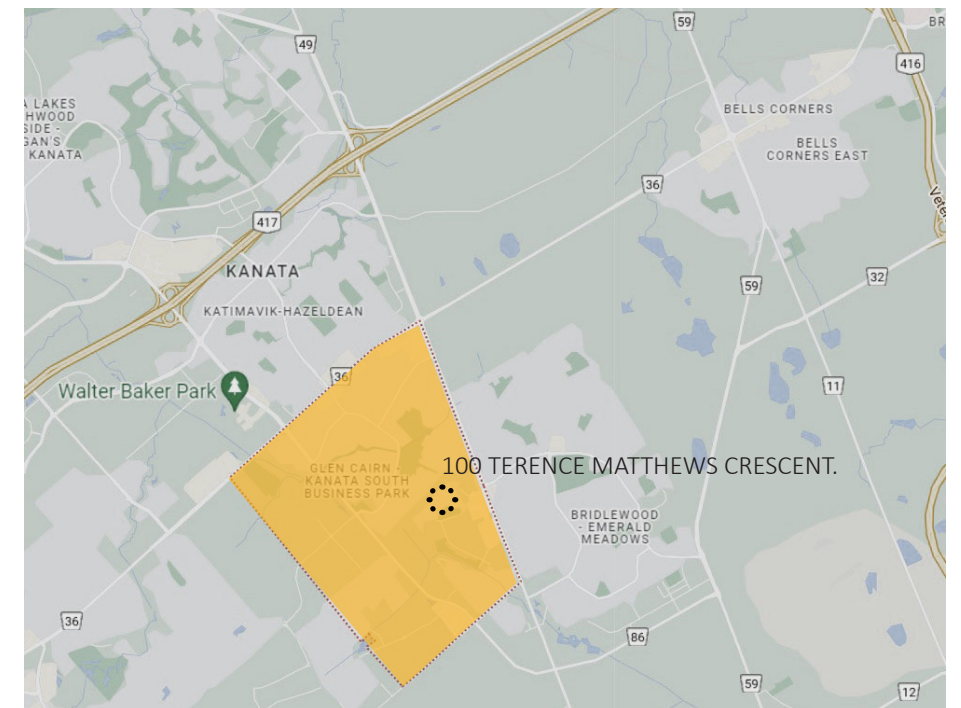 59
BR
49
416
A LAKES
HWOOD
SIDE -
GAN'S
KANATA
BELLS CORNERS
BELLS
CORNERS EAST
36
417
KANATA
59
32
KATIMAVIK-HAZELDEAN
36
Walter Baker Park
11
GLEN CAIRN -
KANATA SOUTH
BUSINESS PARK
100 TERENCE MATTHEWS CRESCENT.
BRIDLEWOOD
- EMERALD
MEADOWS
36
86
59
12